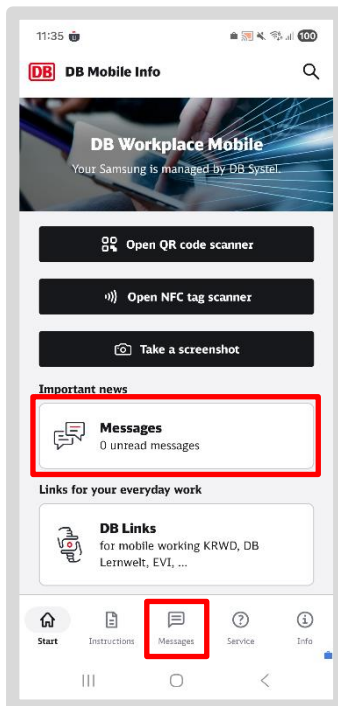 11:35
100
DB DB Mobile Info
DB Workplace Mobile
Your Samsung is managed by DB Systel.
Open QR code scanner
Open NFC tag scanner
Take a screenshot
Important news
Messages
0 unread messages
Links for your everyday work
DB Links
for mobile working KRWD, DB
Lernwelt, EVI, ...
Start Instructions Messages Service Info